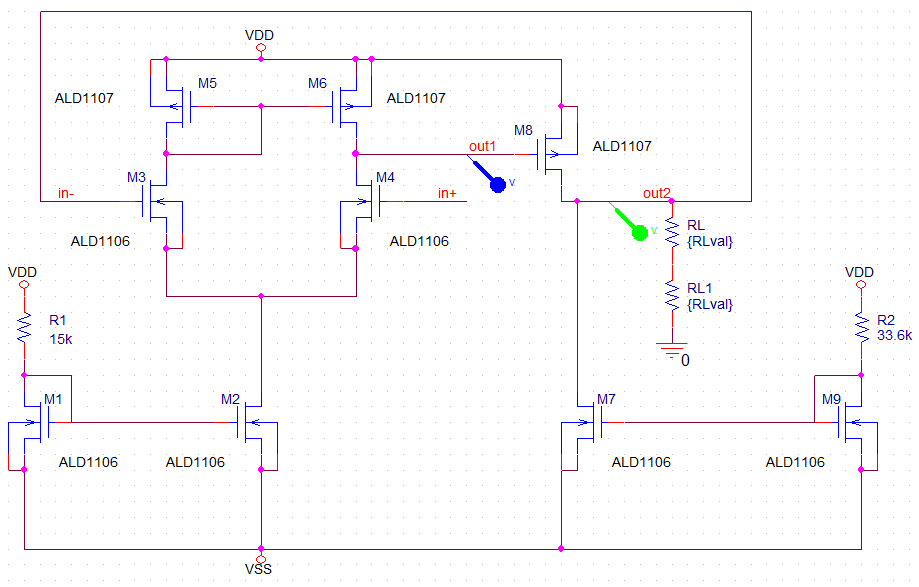 VDD
M5
M6
ALD1107
ALD1107
M8
out1
ALD1107
v
M3
M4
in-
in+
out2
v
RL
{RLval}
ALD1106
ALD1106
VDD
VDD
RL1
{RLval}
R1
15k
R2
33.6k
0
M1
M2
M7
M9
ALD1106
ALD1106
ALD1106
ALD1106
VSS